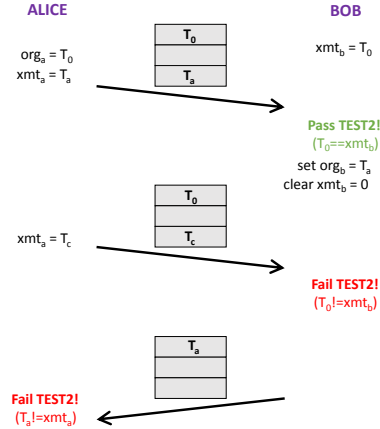 ALICE
BOB
T0
Ta
orga = T0
xmta = Ta
xmtb = T0
Pass TEST2!
(T0==xmtb)
set orgb = Ta
clear xmtb = 0
T0
Tc
xmta = Tc
Fail TEST2!
(T0!=xmtb)
Ta
Fail TEST2!
(Ta!=xmta)